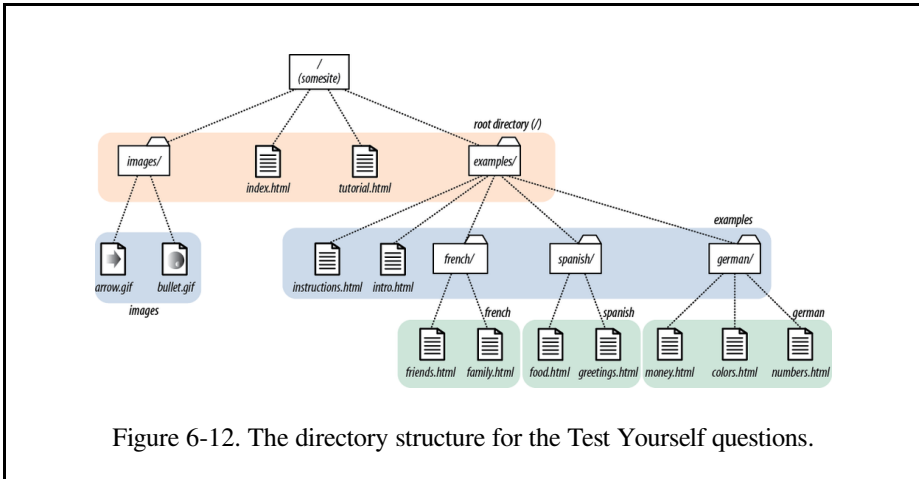 /
(somesite)
root directory (/)
images/
index.html
tutorial.html
examples/
examples
arrow.gif
bullet.gif
instructions.html
intro.html
french/
spanish/
german/
images
french
spanish
german
friends.html
family.html
food.html
greetings.html
money.html
colors.html
numbers.html
Figure 6-12. The directory structure for the Test Yourself questions.